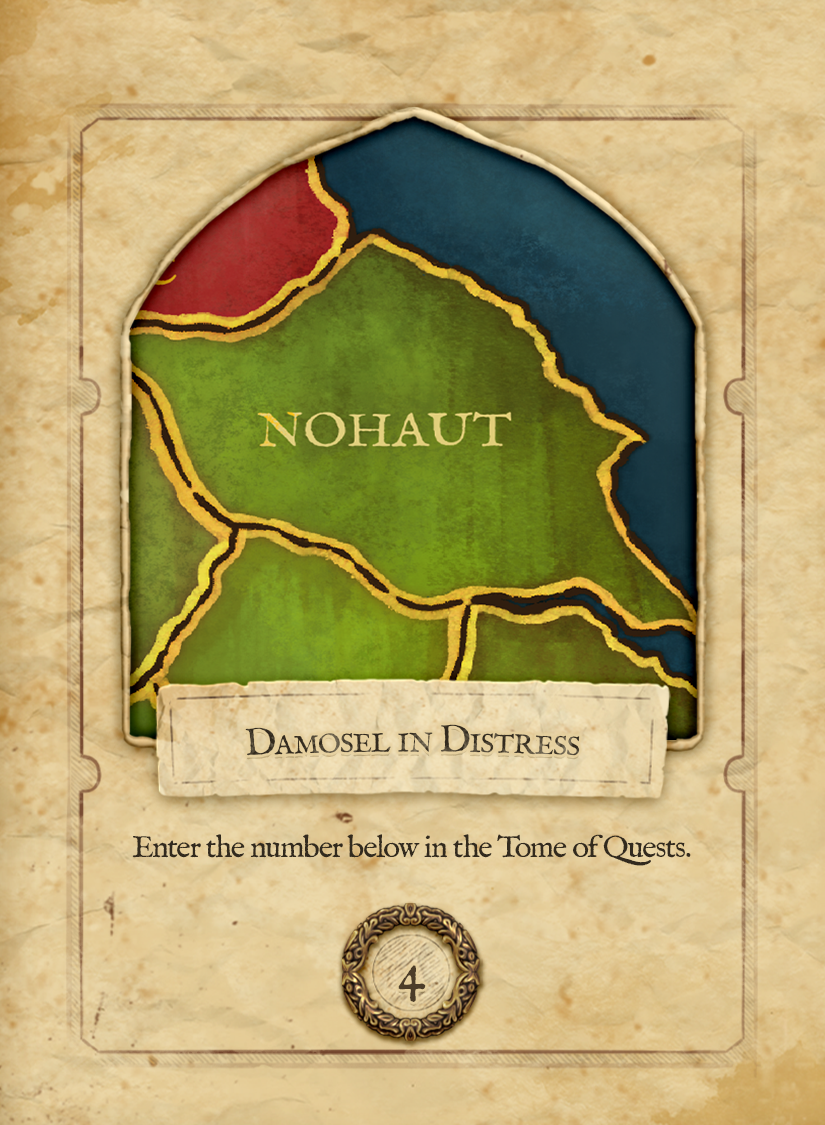 NOHAUT
Damosel in Distress
Enter the number below in the Tome of Quests.
4